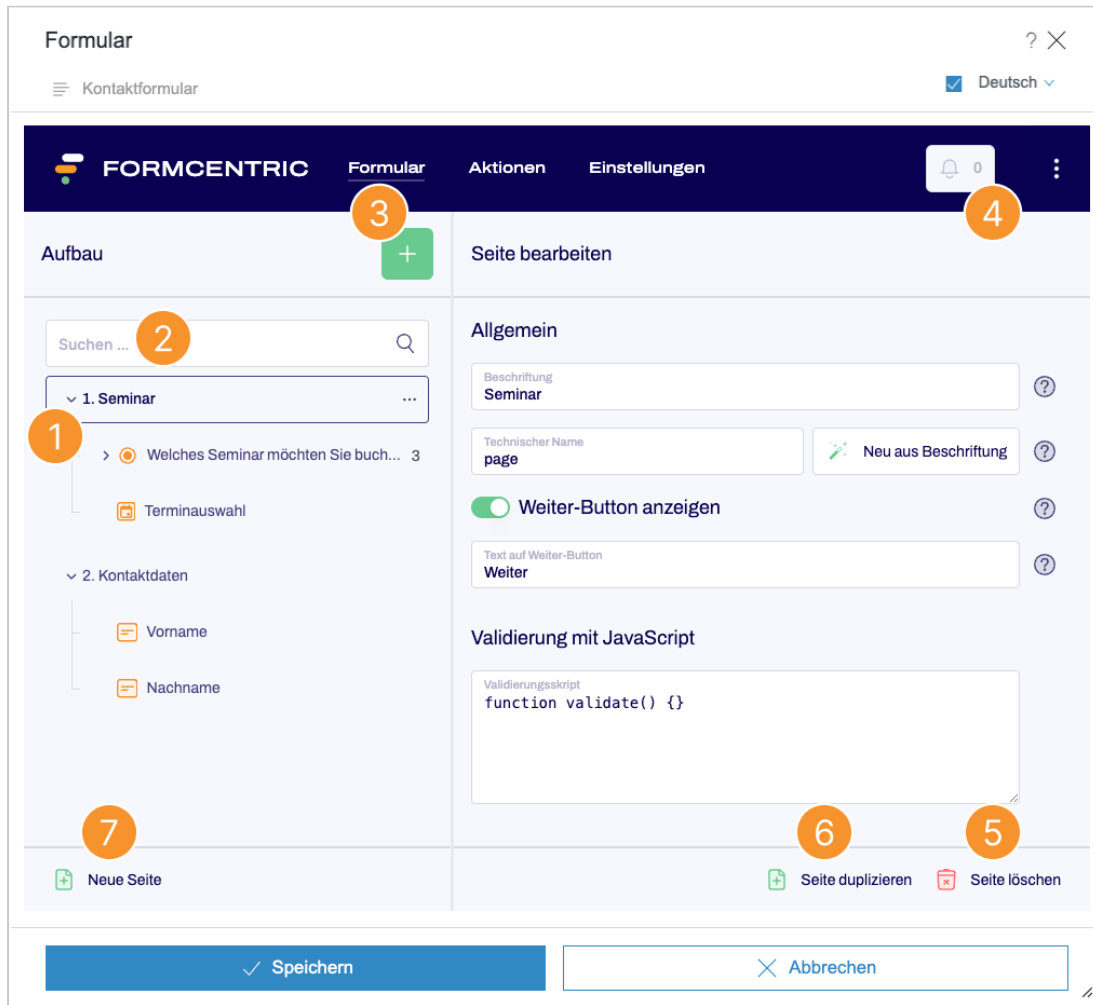 Formular
?
Kontaktformular
Deutsch
FORMCENTRIC Formular Aktionen Einstellungen 0
3
4
Aufbau
+
Seite bearbeiten
Suchen ...
2
1. Seminar ...
1
Welches Seminar möchten Sie buch... 3
Terminauswahl
2. Kontaktdaten
Vorname
Nachname
7
Neue Seite
Allgemein
Beschriftung
Seminar
?
Technischer Name
page
Neu aus Beschriftung
?
Weiter-Button anzeigen
?
Text auf Weiter-Button
Weiter
?
Validierung mit JavaScript
Validierungsskript
function validate() {}
6
5
Seite duplizieren
Seite löschen
Speichern
Abbrechen